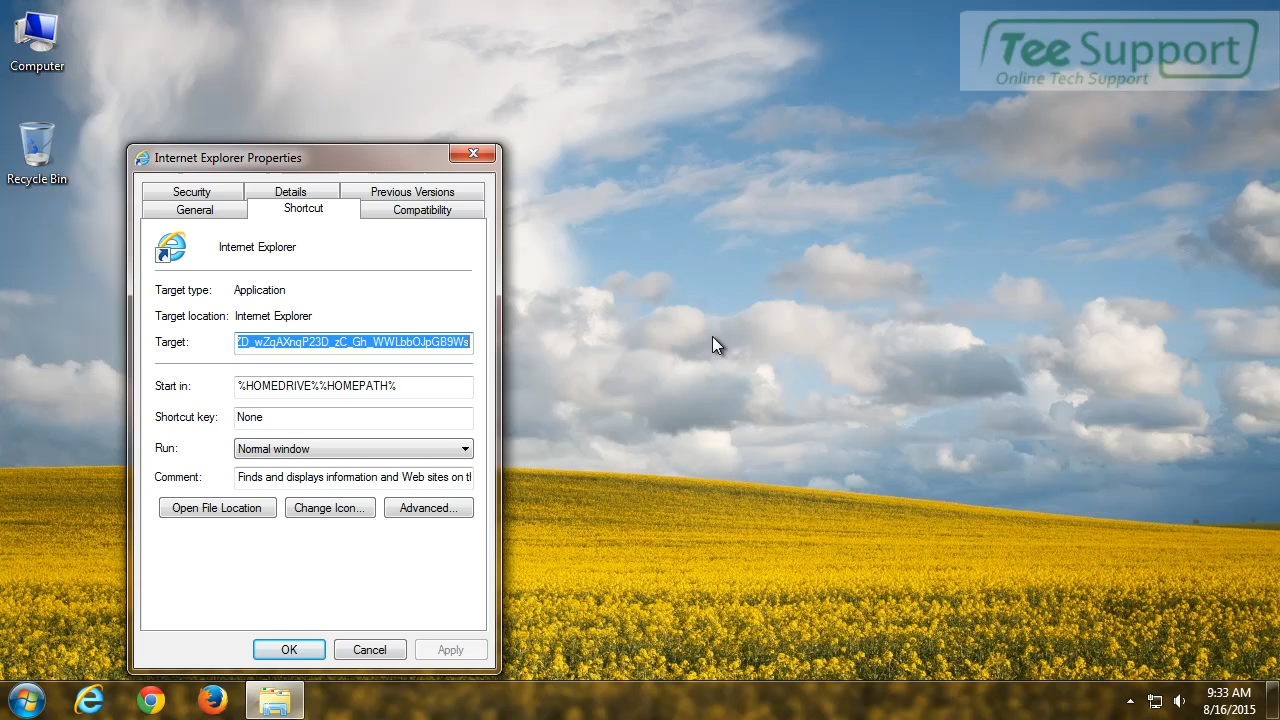 Computer
Recycle Bin
Tee Support
Online Tech Support
Internet Explorer Properties
Security Details Previous Versions
General Shortcut Compatibility
Internet Explorer
Target type: Application
Target location: Internet Explorer
Target: ZD_wZqAXnqP23D_zC_Gh_WWLbbOJpGB9Ws
Start in: %HOMEDRIVE%%HOMEPATH%
Shortcut key: None
Run: Normal window
Comment: Finds and displays information and Web sites on th
Open File Location Change Icon... Advanced...
OK Cancel Apply
9:33 AM
8/16/2015